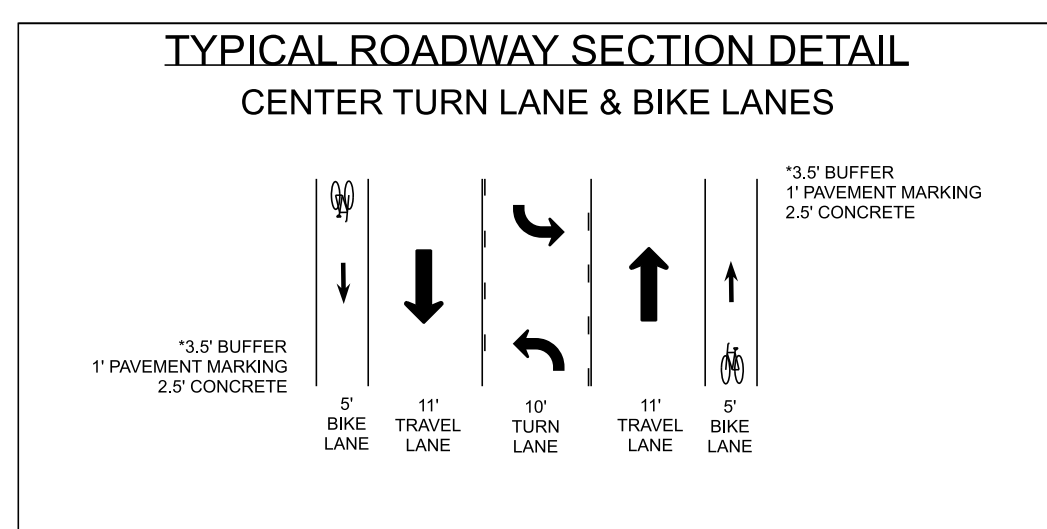 TYPICAL ROADWAY SECTION DETAIL
CENTER TURN LANE & BIKE LANES
*3.5' BUFFER
1' PAVEMENT MARKING
2.5' CONCRETE
*3.5' BUFFER
1' PAVEMENT MARKING
2.5' CONCRETE
5'
BIKE
LANE
11'
TRAVEL
LANE
10'
TURN
LANE
11'
TRAVEL
LANE
5'
BIKE
LANE